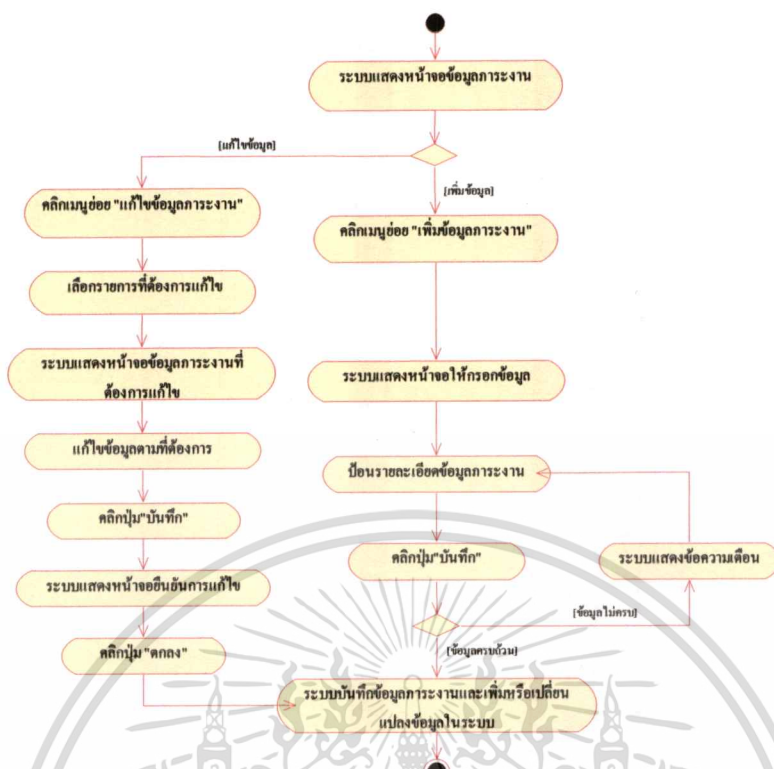 ระบบแสดงหน้าจอข้อมูลภาระงาน
[แก้ไขข้อมูล]
[เพิ่มข้อมูล]
คลิกเมนูย่อย "แก้ไขข้อมูลภาระงาน"
คลิกเมนูย่อย "เพิ่มข้อมูลภาระงาน"
เลือกรายการที่ต้องการแก้ไข
ระบบแสดงหน้าจอข้อมูลภาระงานที่
ต้องการแก้ไข
ระบบแสดงหน้าจอให้กรอกข้อมูล
แก้ไขข้อมูลตามที่ต้องการ
ป้อนรายละเอียดข้อมูลภาระงาน
คลิกปุ่ม"บันทึก"
คลิกปุ่ม"บันทึก"
ระบบแสดงข้อความเตือน
ระบบแสดงหน้าจอยืนยันการแก้ไข
[ข้อมูลไม่ครบ]
[ข้อมูลครบถ้วน]
คลิกปุ่ม "ตกลง"
ระบบบันทึกข้อมูลภาระงานและเพิ่มหรือเปลี่ยน
แปลงข้อมูลในระบบ